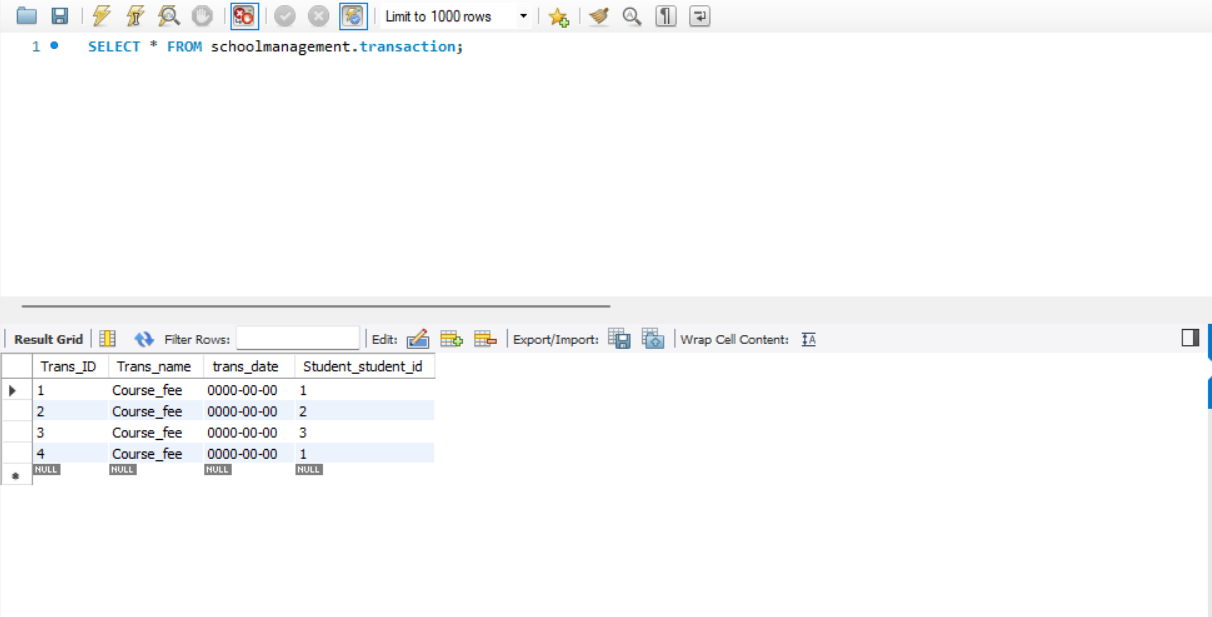 Limit to 1000 rows
1 SELECT * FROM schoolmanagement.transaction;
Result Grid Filter Rows: Edit: Export/Import: Wrap Cell Content: IA
Trans_ID Trans_name trans_date Student_student_id
1 Course_fee 0000-00-00 1
2 Course_fee 0000-00-00 2
3 Course_fee 0000-00-00 3
4 Course_fee 0000-00-00 1
NULL NULL NULL NULL